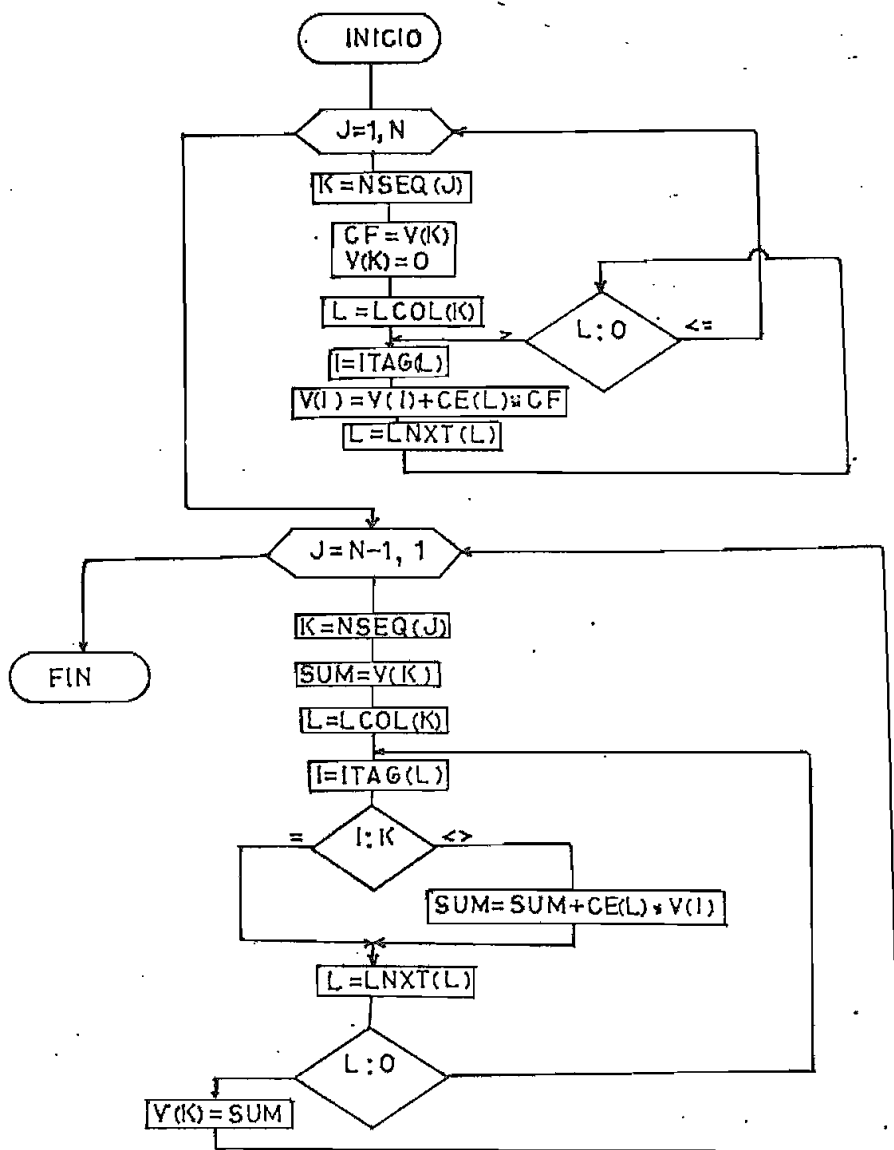 INICIO
J=1, N
K=NSEQ(J)
CF=V(K)
V(K)=0
L=LCOL(K)
L:0
<=
>
I=ITAG(L)
V(I)=V(I)+CE(L)*CF
L=LNXT(L)
J=N-1, 1
K=NSEQ(J)
FIN
SUM=V(K)
L=LCOL(K)
I=ITAG(L)
=
I:K
<>
SUM=SUM+CE(L)*V(I)
L=LNXT(L)
L:0
V(K)=SUM